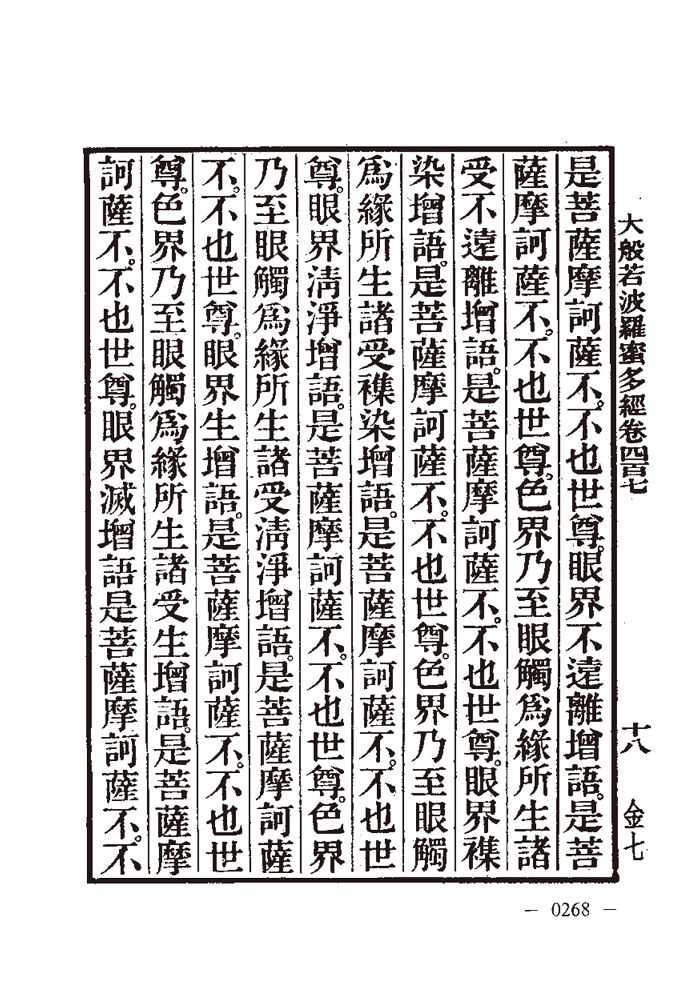 大般若波羅蜜多經卷四百七
十八
金七
是菩薩摩訶薩不。不也世尊。眼界不遠離增語。是菩
薩摩訶薩不。不也世尊。色界乃至眼觸爲緣所生諸
受不遠離增語。是菩薩摩訶薩不。不也世尊。眼界襍
染增語。是菩薩摩訶薩不。不也世尊。色界乃至眼觸
爲緣所生諸受襍染增語。是菩薩摩訶薩不。不也世
尊。眼界淸淨增語。是菩薩摩訶薩不。不也世尊。色界
乃至眼觸爲緣所生諸受淸淨增語。是菩薩摩訶薩
不。不也世尊。眼界生增語。是菩薩摩訶薩不。不也世
尊。色界乃至眼觸爲緣所生諸受生增語。是菩薩摩
訶薩不。不也世尊。眼界滅增語是菩薩摩訶薩不。不
— 0268 —